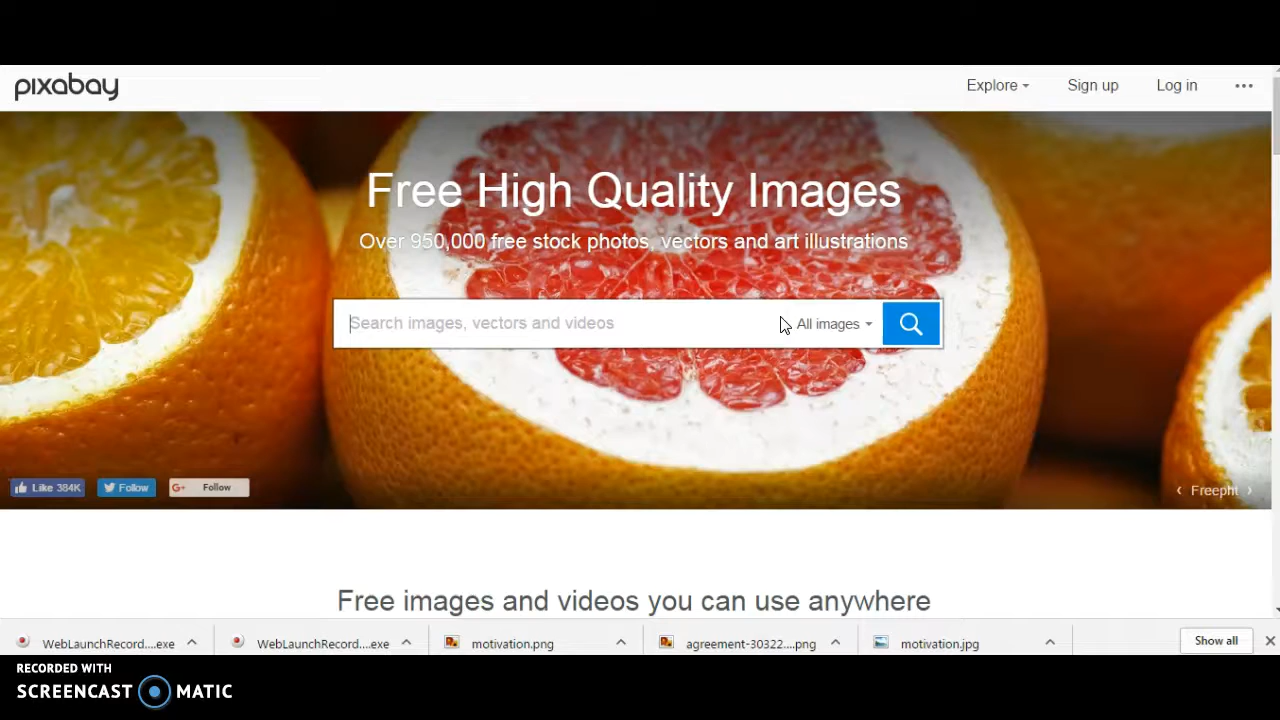 pixabay
Explore
Sign up
Log in
Free High Quality Images
Over 950,000 free stock photos, vectors and art illustrations
Search images, vectors and videos
All images
Like 384K
Follow
G+ Follow
‹ Freepht ›
Free images and videos you can use anywhere
WebLaunchRecord....exe
WebLaunchRecord....exe
motivation.png
agreement-30322....png
motivation.jpg
Show all
RECORDED WITH
SCREENCAST MATIC